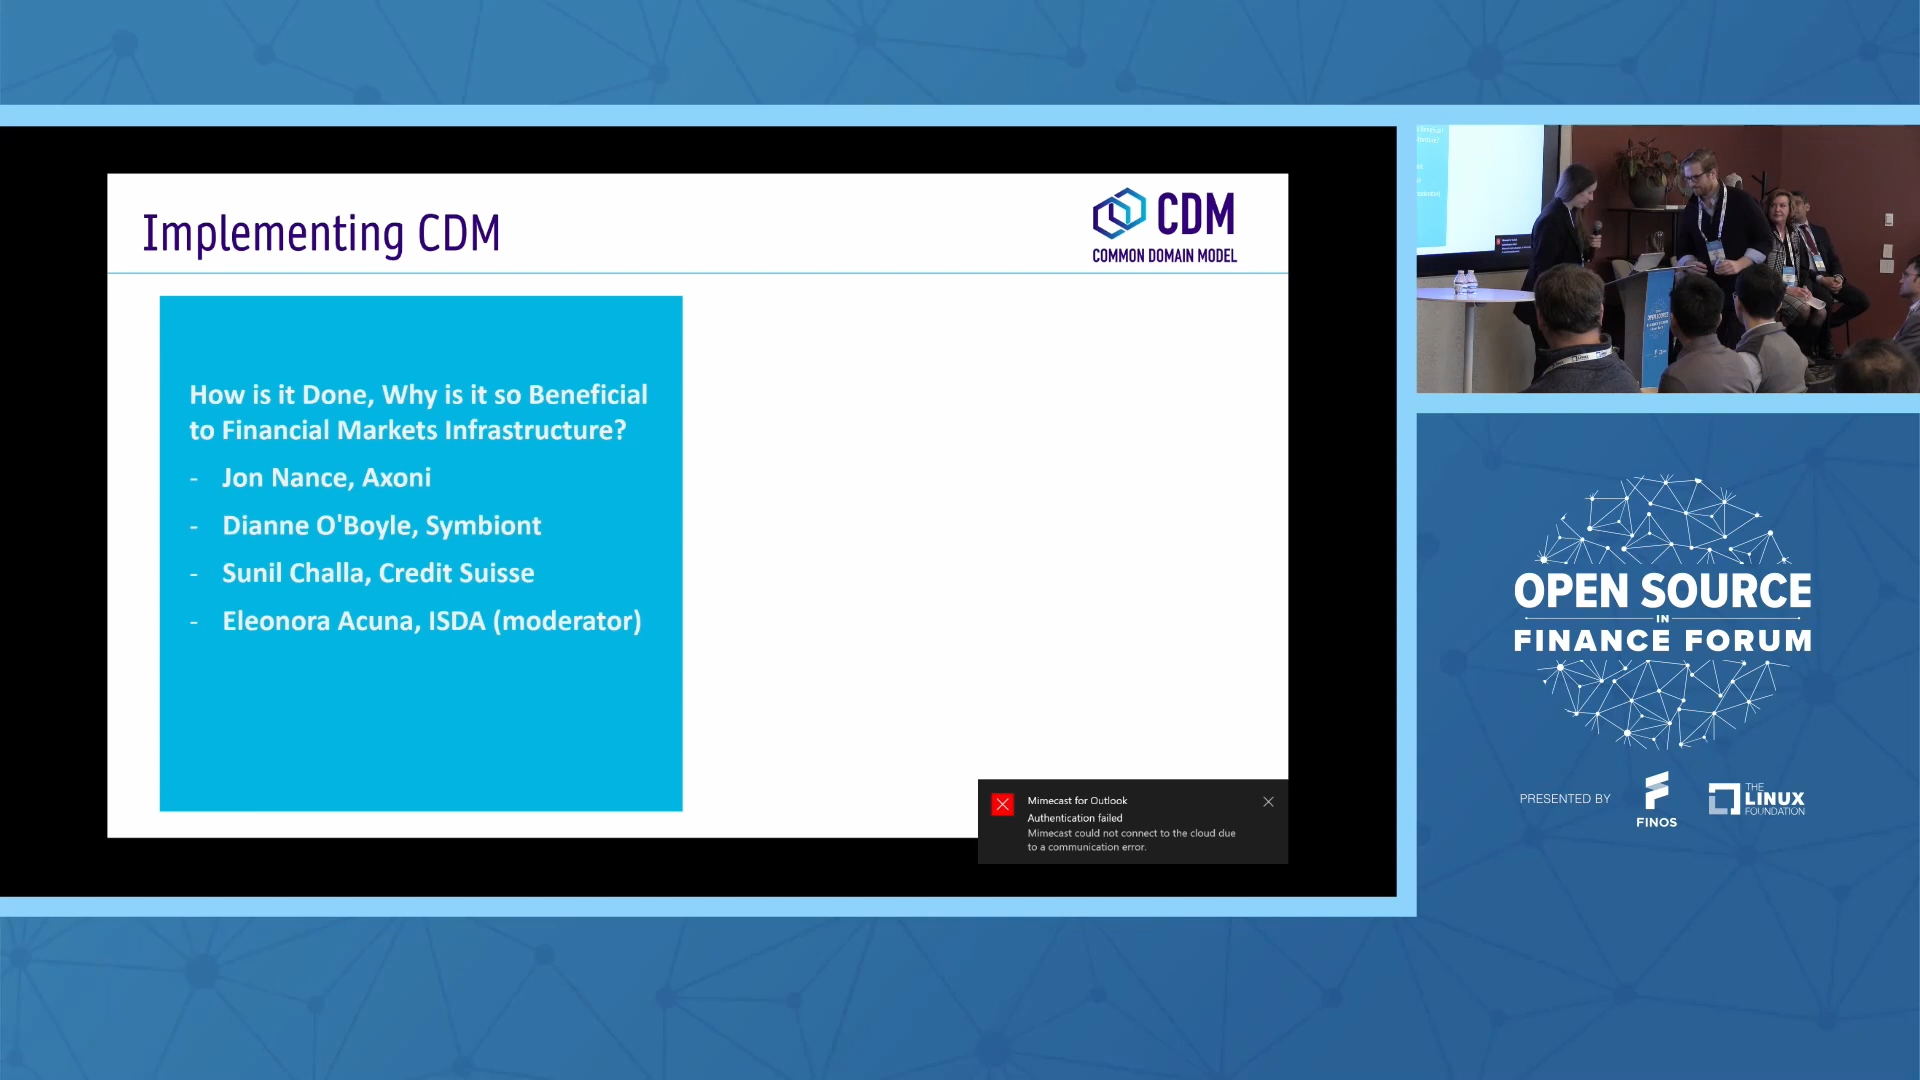 Implementing CDM
CDM
COMMON DOMAIN MODEL
How is it Done, Why is it so Beneficial
to Financial Markets Infrastructure?
- Jon Nance, Axoni
- Dianne O'Boyle, Symbiont
- Sunil Challa, Credit Suisse
- Eleonora Acuna, ISDA (moderator)
Mimecast for Outlook
Authentication failed
Mimecast could not connect to the cloud due
to a communication error.
OPEN SOURCE
IN
FINANCE FORUM
PRESENTED BY
FINOS
THE
LINUX
FOUNDATION